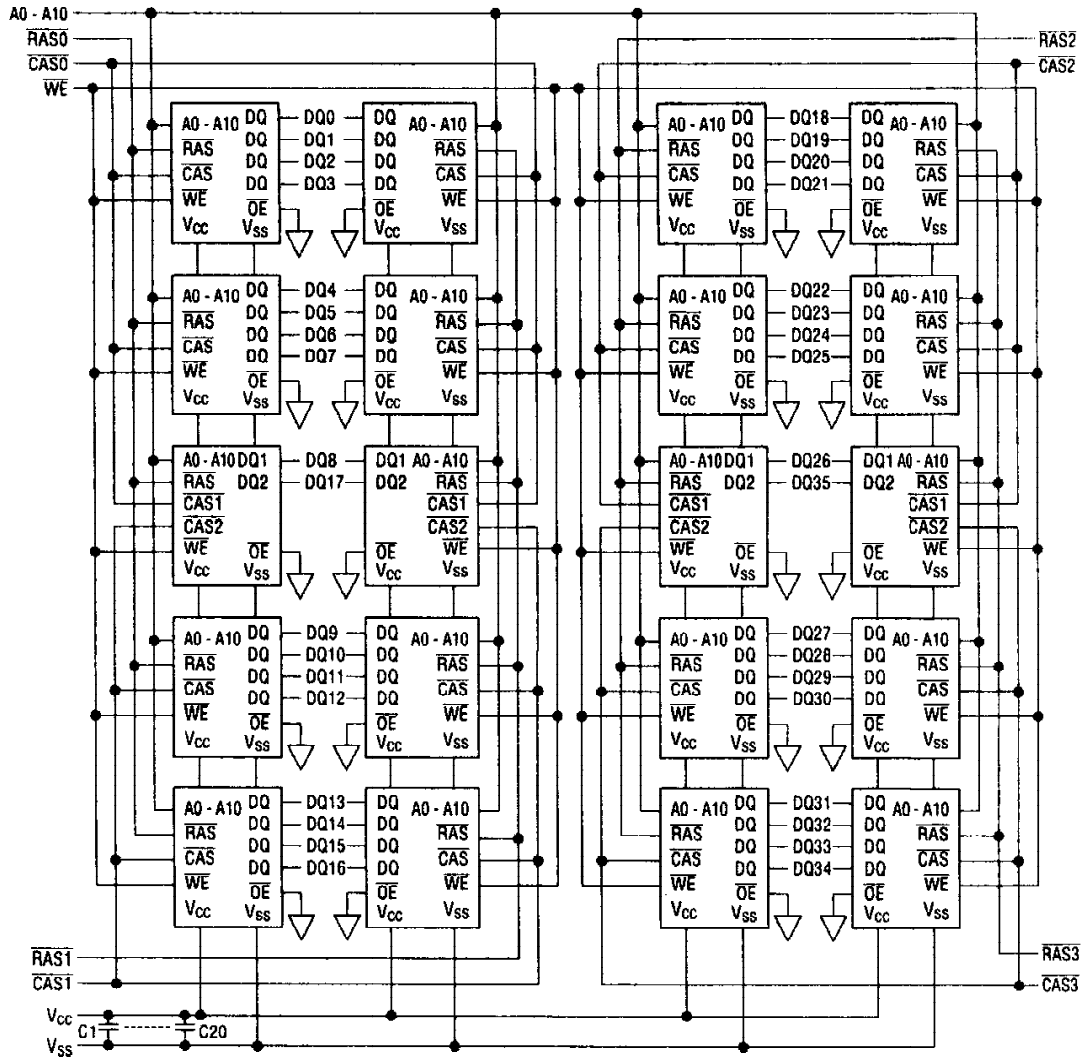 A0 - A10
RAS0
CAS0
WE
RAS2
CAS2
A0 - A10 DQ DQ0 DQ A0 - A10
RAS DQ DQ1 DQ RAS
CAS DQ DQ2 DQ CAS
WE DQ DQ3 DQ WE
OE OE
VCC VSS VCC VSS
A0 - A10 DQ DQ18 DQ A0 - A10
RAS DQ DQ19 DQ RAS
CAS DQ DQ20 DQ CAS
WE DQ DQ21 DQ WE
OE OE
VCC VSS VCC VSS
A0 - A10 DQ DQ4 DQ A0 - A10
RAS DQ DQ5 DQ RAS
CAS DQ DQ6 DQ CAS
WE DQ DQ7 DQ WE
OE OE
VCC VSS VCC VSS
A0 - A10 DQ DQ22 DQ A0 - A10
RAS DQ DQ23 DQ RAS
CAS DQ DQ24 DQ CAS
WE DQ DQ25 DQ WE
OE OE
VCC VSS VCC VSS
A0 - A10 DQ1 DQ8 DQ1 A0 - A10
RAS DQ2 DQ17 DQ2 RAS
CAS1 CAS1
CAS2 CAS2
WE OE OE WE
VCC VCC VSS
A0 - A10 DQ1 DQ26 DQ1 A0 - A10
RAS DQ2 DQ35 DQ2 RAS
CAS1 CAS1
CAS2 CAS2
WE OE OE WE
VCC VSS VCC VSS
A0 - A10 DQ DQ9 DQ A0 - A10
RAS DQ DQ10 DQ RAS
CAS DQ DQ11 DQ CAS
WE DQ DQ12 DQ WE
OE OE
VCC VSS VCC VSS
A0 - A10 DQ DQ27 DQ A0 - A10
RAS DQ DQ28 DQ RAS
CAS DQ DQ29 DQ CAS
WE DQ DQ30 DQ WE
OE OE
VCC VSS VCC VSS
A0 - A10 DQ DQ13 DQ A0 - A10
RAS DQ DQ14 DQ RAS
CAS DQ DQ15 DQ CAS
WE DQ DQ16 DQ WE
OE OE
VCC VSS VCC VSS
A0 - A10 DQ DQ31 DQ A0 - A10
RAS DQ DQ32 DQ RAS
CAS DQ DQ33 DQ CAS
WE DQ DQ34 DQ WE
OE OE
VCC VSS VCC VSS
RAS1
CAS1
RAS3
CAS3
VCC
C1 C20
VSS